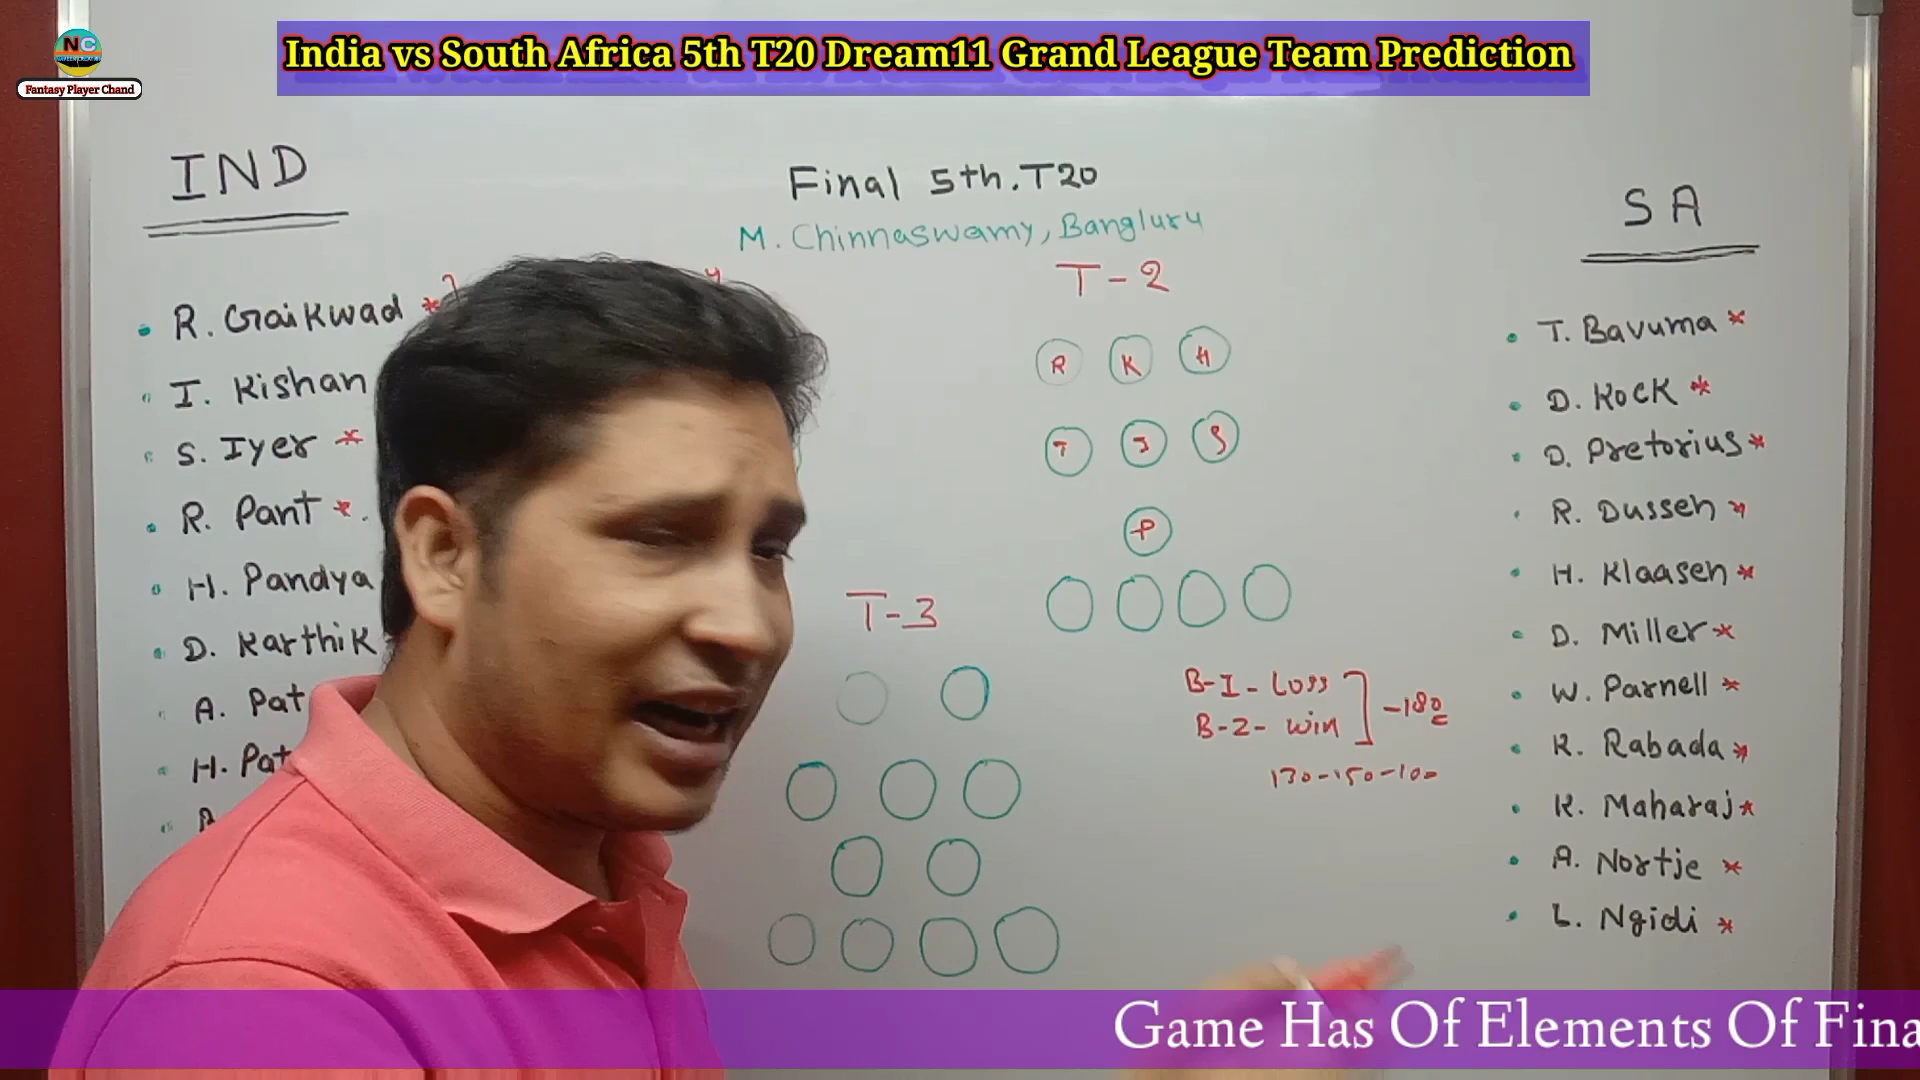 India vs South Africa 5th T20 Dream11 Grand League Team Prediction
NC
Fantasy Player Chand
IND
Final 5th.T20
M. Chinnaswamy, Bangluru
SA
R. Gaikwad *
I. Kishan
S. Iyer *
R. Pant *
H. Pandya
D. Karthik
A. Pat
H. Pat
T-2
R K H
T J S
P
T-3
B-I- Loss
B-2- Win
-180
130-150-100
T. Bavuma *
D. Kock *
D. Pretorius *
R. Dussen *
H. Klaasen *
D. Miller *
W. Parnell *
K. Rabada *
K. Maharaj *
A. Nortje *
L. Ngidi *
Game Has Of Elements Of Fina